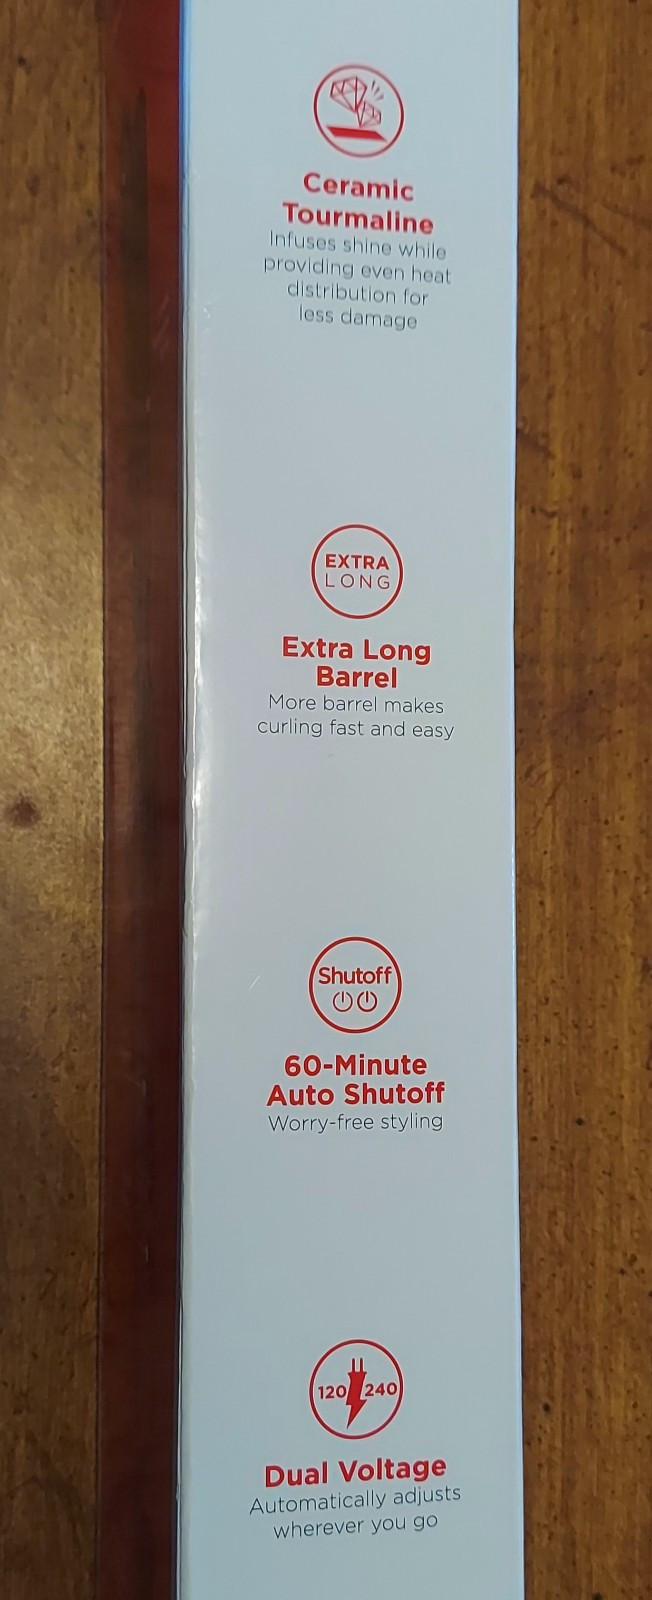 Ceramic
Tourmaline
Infuses shine while
providing even heat
distribution for
less damage
EXTRA
LONG
Extra Long
Barrel
More barrel makes
curling fast and easy
Shutoff
60-Minute
Auto Shutoff
Worry-free styling
120 240
Dual Voltage
Automatically adjusts
wherever you go